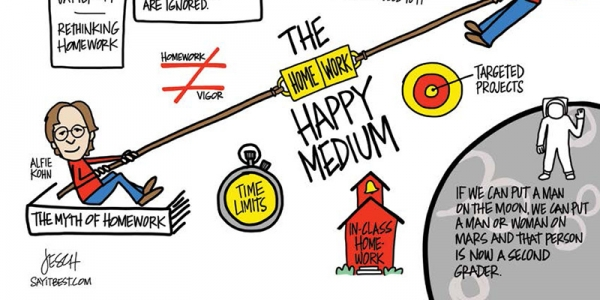 ARE IGNORED.
RETHINKING
HOMEWORK
HOMEWORK
VIGOR
THE
HOME WORK
HAPPY
MEDIUM
TARGETED
PROJECTS
ALFIE
KOHN
THE MYTH OF HOMEWORK
TIME
LIMITS
IN-CLASS
HOME-
WORK
IF WE CAN PUT A MAN
ON THE MOON, WE CAN PUT
A MAN OR WOMAN ON
MARS AND THAT PERSON
IS NOW A SECOND
GRADER.
JESCH
SAYITBEST.COM